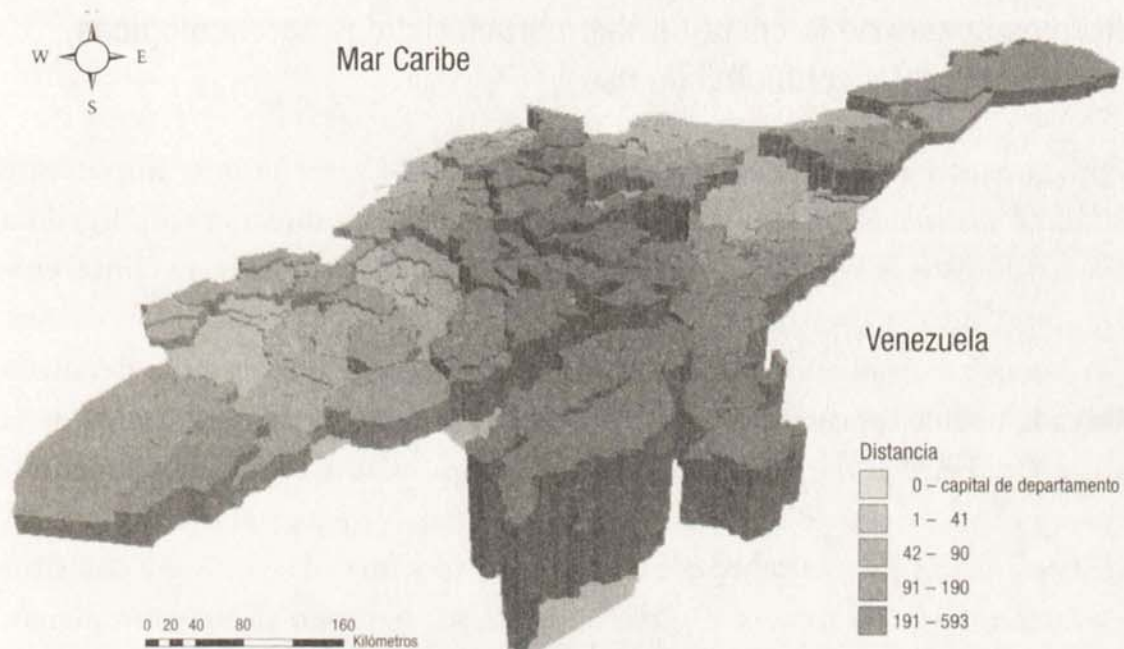 W E
S
Mar Caribe
Venezuela
Distancia
0 – capital de departamento
1 – 41
42 – 90
91 – 190
191 – 593
0 20 40 80 160
Kilómetros